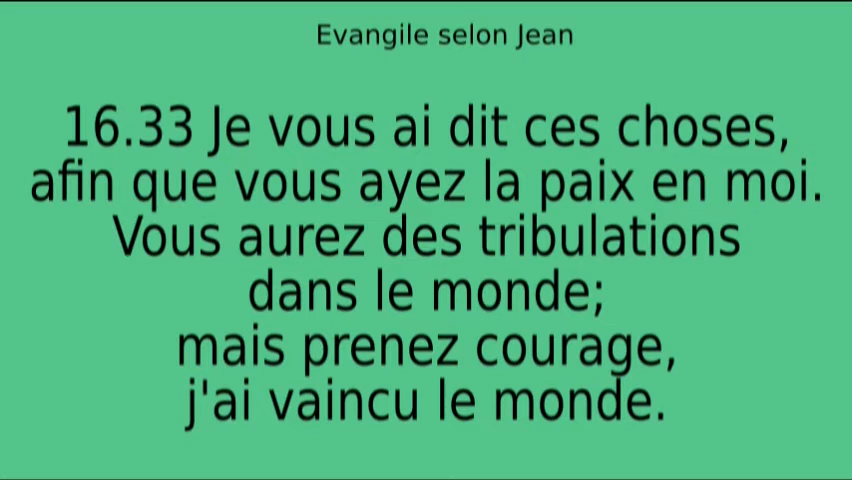 Evangile selon Jean
16.33 Je vous ai dit ces choses,
afin que vous ayez la paix en moi.
Vous aurez des tribulations
dans le monde;
mais prenez courage,
j'ai vaincu le monde.